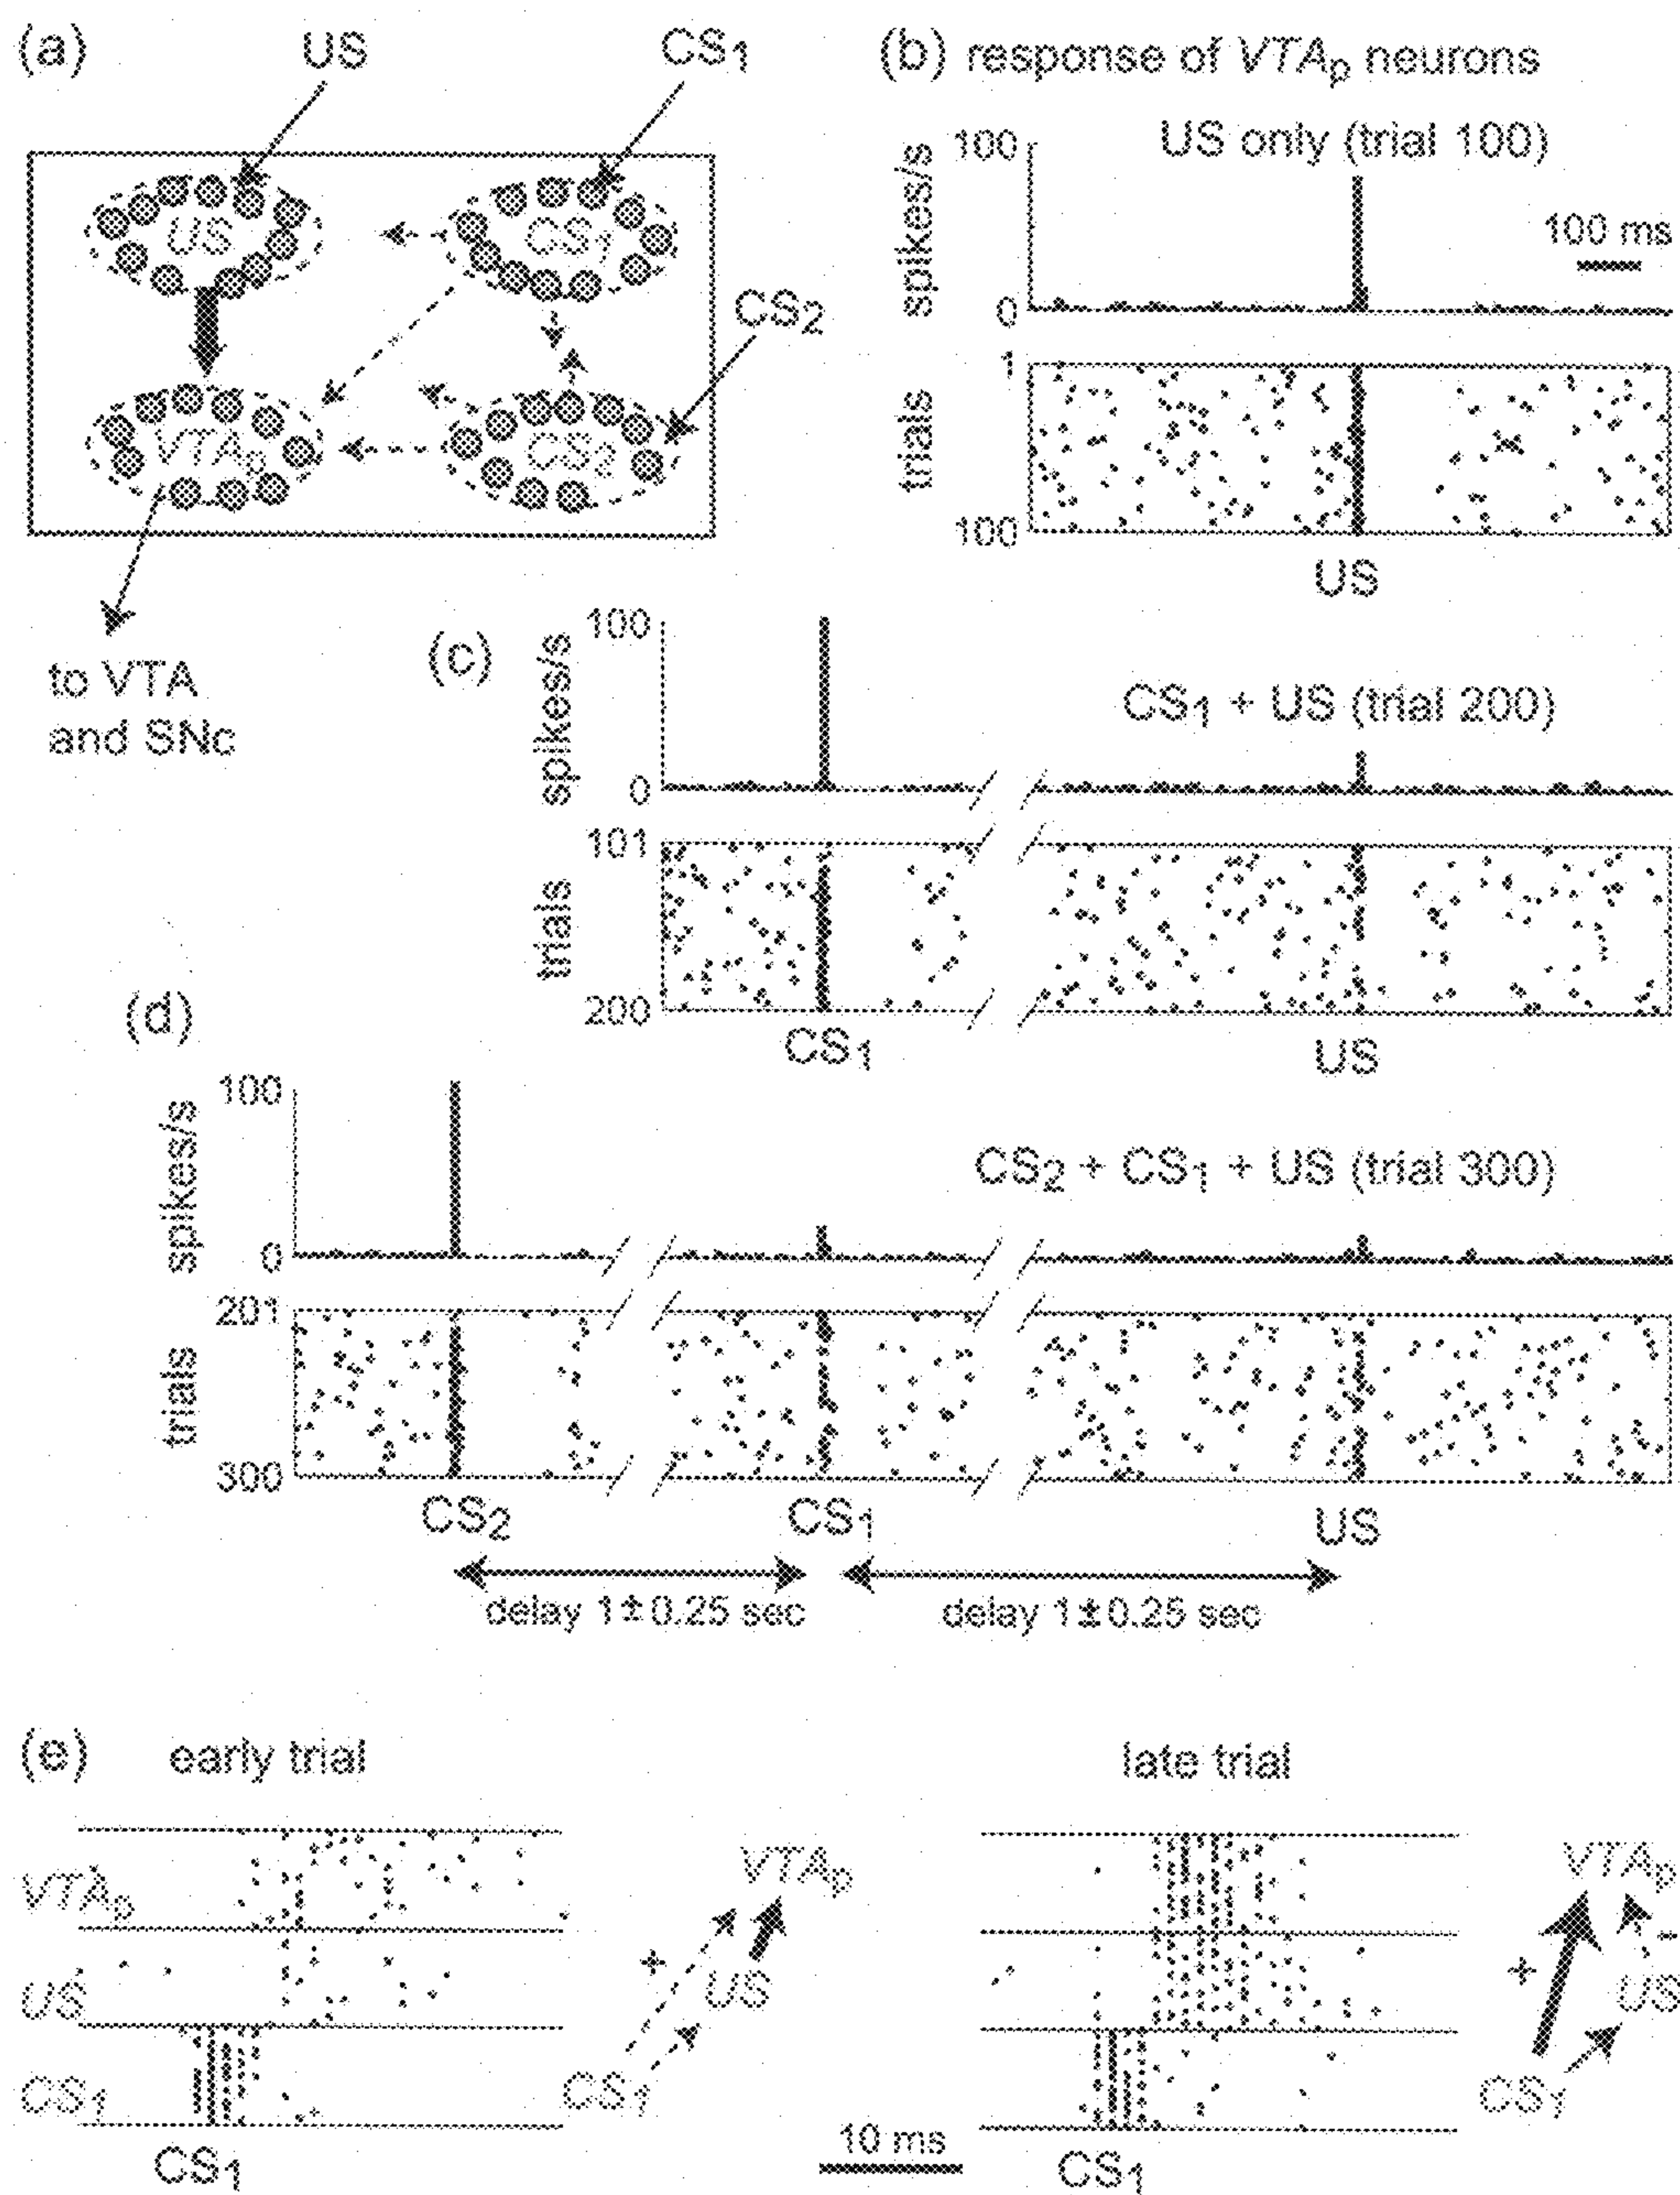 (a)
US
CS1
US
CS1
CS2
VTAp
CS2
to VTA
and SNc
(b) response of VTAp neurons
US only (trial 100)
spikes/s
100
0
100 ms
trials
1
100
US
(c)
spikes/s
100
0
CS1 + US (trial 200)
trials
101
200
CS1
US
(d)
spikes/s
100
0
CS2 + CS1 + US (trial 300)
trials
201
300
CS2
CS1
US
delay 1±0.25 sec
delay 1±0.25 sec
(e)
early trial
late trial
VTAp
US
CS1
CS1
VTAp
+
US
CS1
10 ms
CS1
VTAp
+
-
US
CS1